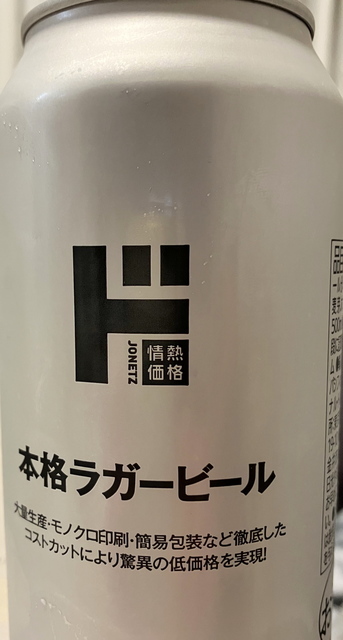 ド
JONETZ
情熱
価格
本格ラガービール
大量生産・モノクロ印刷・簡易包装など徹底した
コストカットにより驚異の低価格を実現!